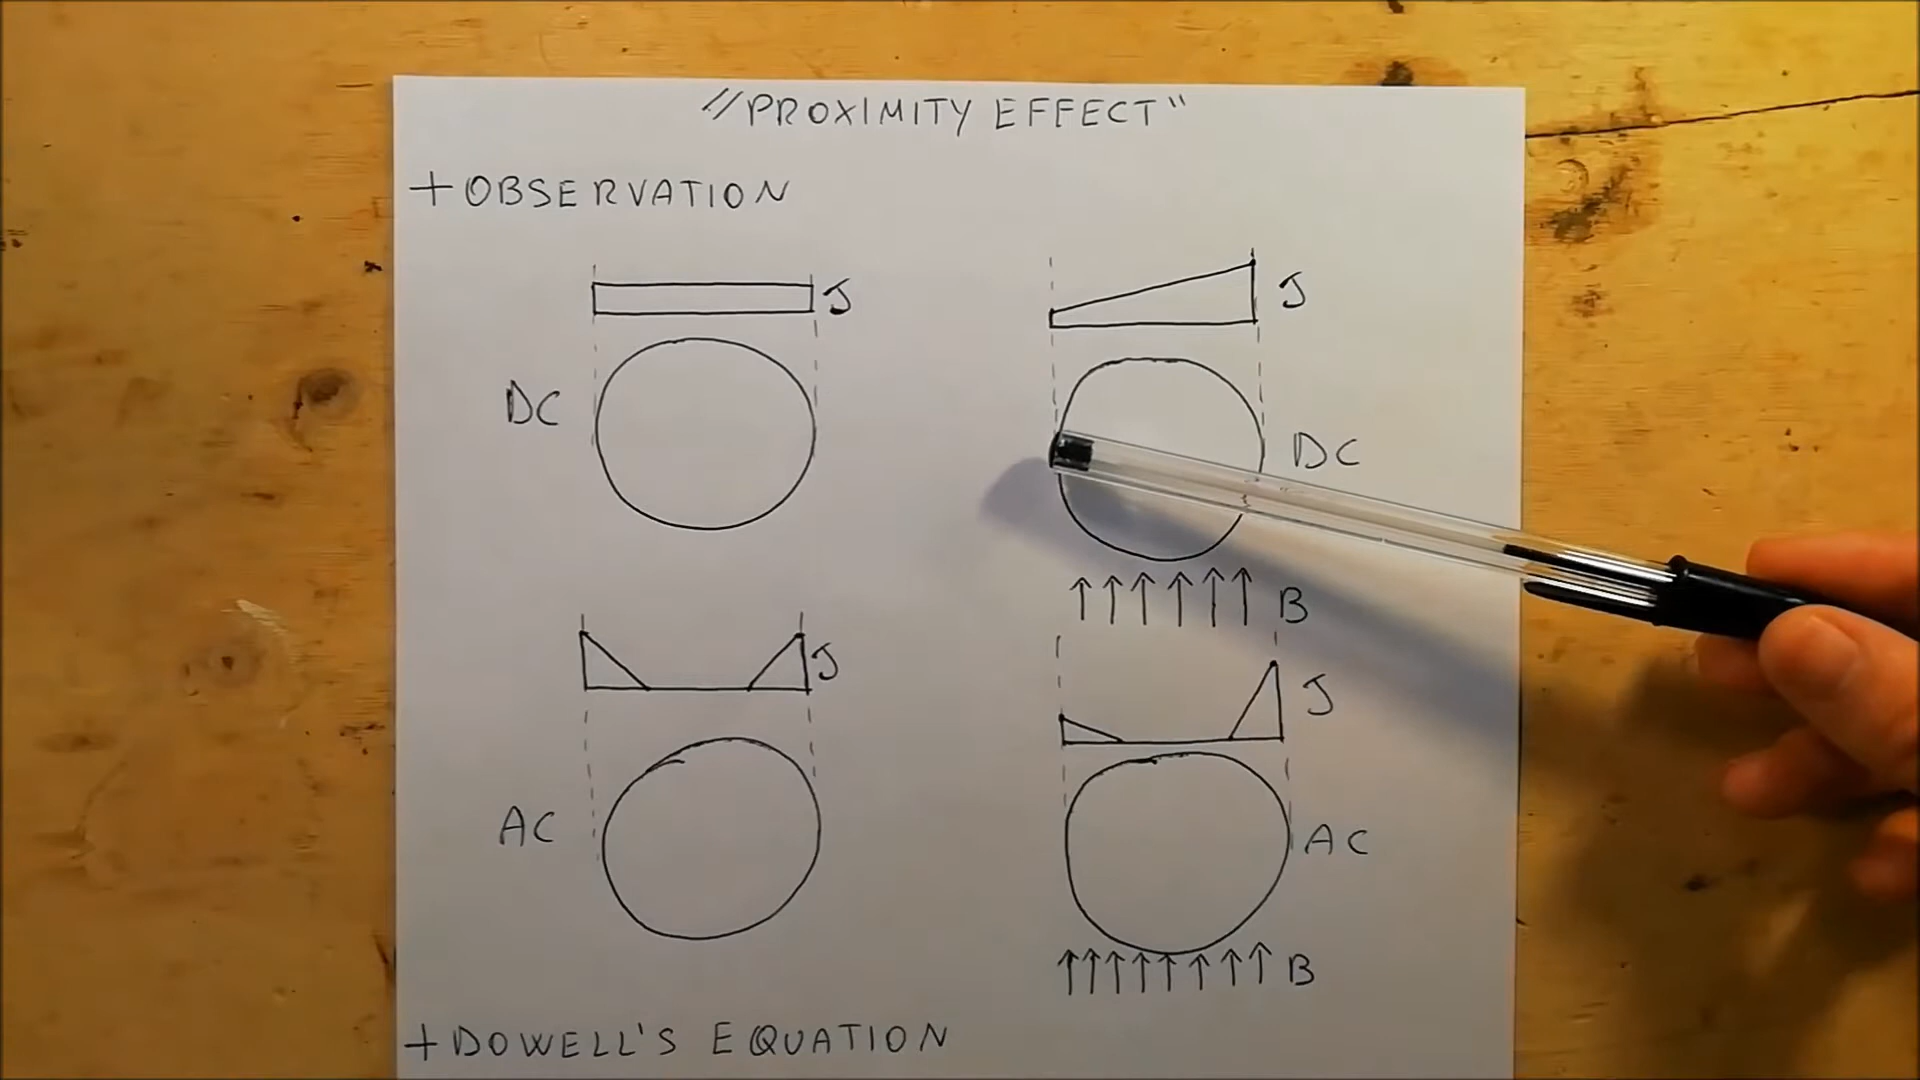 "PROXIMITY EFFECT"
+ OBSERVATION
J
J
DC
DC
B
J
J
AC
AC
B
+ DOWELL'S EQUATION